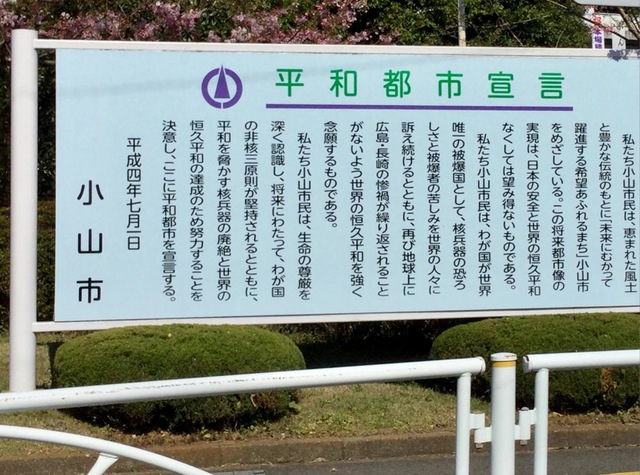 平和都市宣言
私たち小山市民は、恵まれた風土
と豊かな伝統のもとに「未来にむかって
躍進する希望あふれるまち」小山市
をめざしている。この将来都市像の
実現は、日本の安全と世界の恒久平和
なくしては望み得ないものである。
私たち小山市民は、わが国が世界
唯一の被爆国として、核兵器の恐ろ
しさと被爆者の苦しみを世界の人々に
訴え続けるとともに、再び地球上に
広島・長崎の惨禍が繰り返されること
がないよう世界の恒久平和を強く
念願するものである。
私たち小山市民は、生命の尊厳を
深く認識し、将来にわたって、わが国
の非核三原則が堅持されるとともに、
平和を脅かす核兵器の廃絶と世界の
恒久平和の達成のため努力することを
決意し、ここに平和都市を宣言する。
平成四年七月一日
小山市